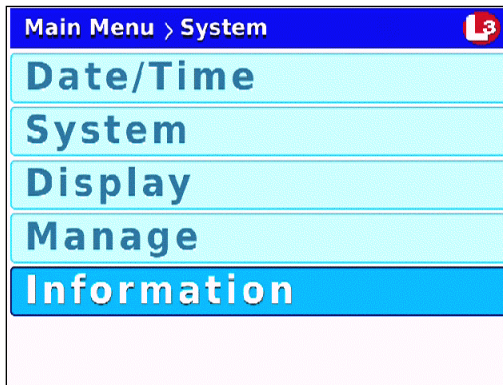 Main Menu > System L3
Date/Time
System
Display
Manage
Information